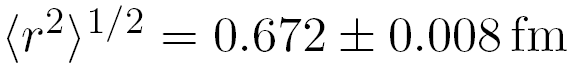 ⟨r²⟩^{1/2} = 0.672 ± 0.008 fm